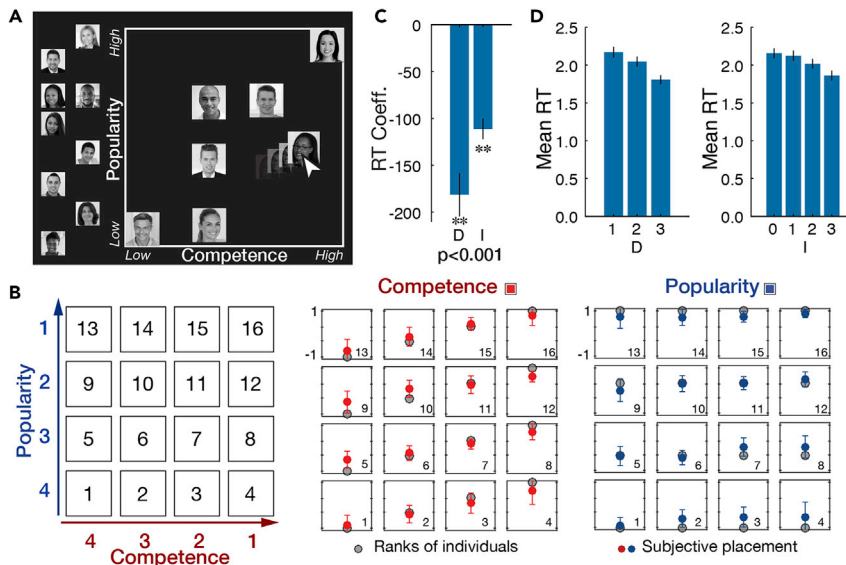 A
High
Popularity
Low
Low Competence High
C
0
-50
-100
-150
-200
RT Coeff.
**
**
D I
p<0.001
D
2.5
2.0
1.5
1.0
0.5
0.0
Mean RT
1 2 3
D
2.5
2.0
1.5
1.0
0.5
0.0
Mean RT
0 1 2 3
I
B
Popularity
1 13 14 15 16
2 9 10 11 12
3 5 6 7 8
4 1 2 3 4
4 3 2 1
Competence
Competence
1
-1
13 14 15 16
9 10 11 12
5 6 7 8
1 2 3 4
Ranks of individuals
Popularity
1
-1
13 14 15 16
9 10 11 12
5 6 7 8
1 2 3 4
Subjective placement